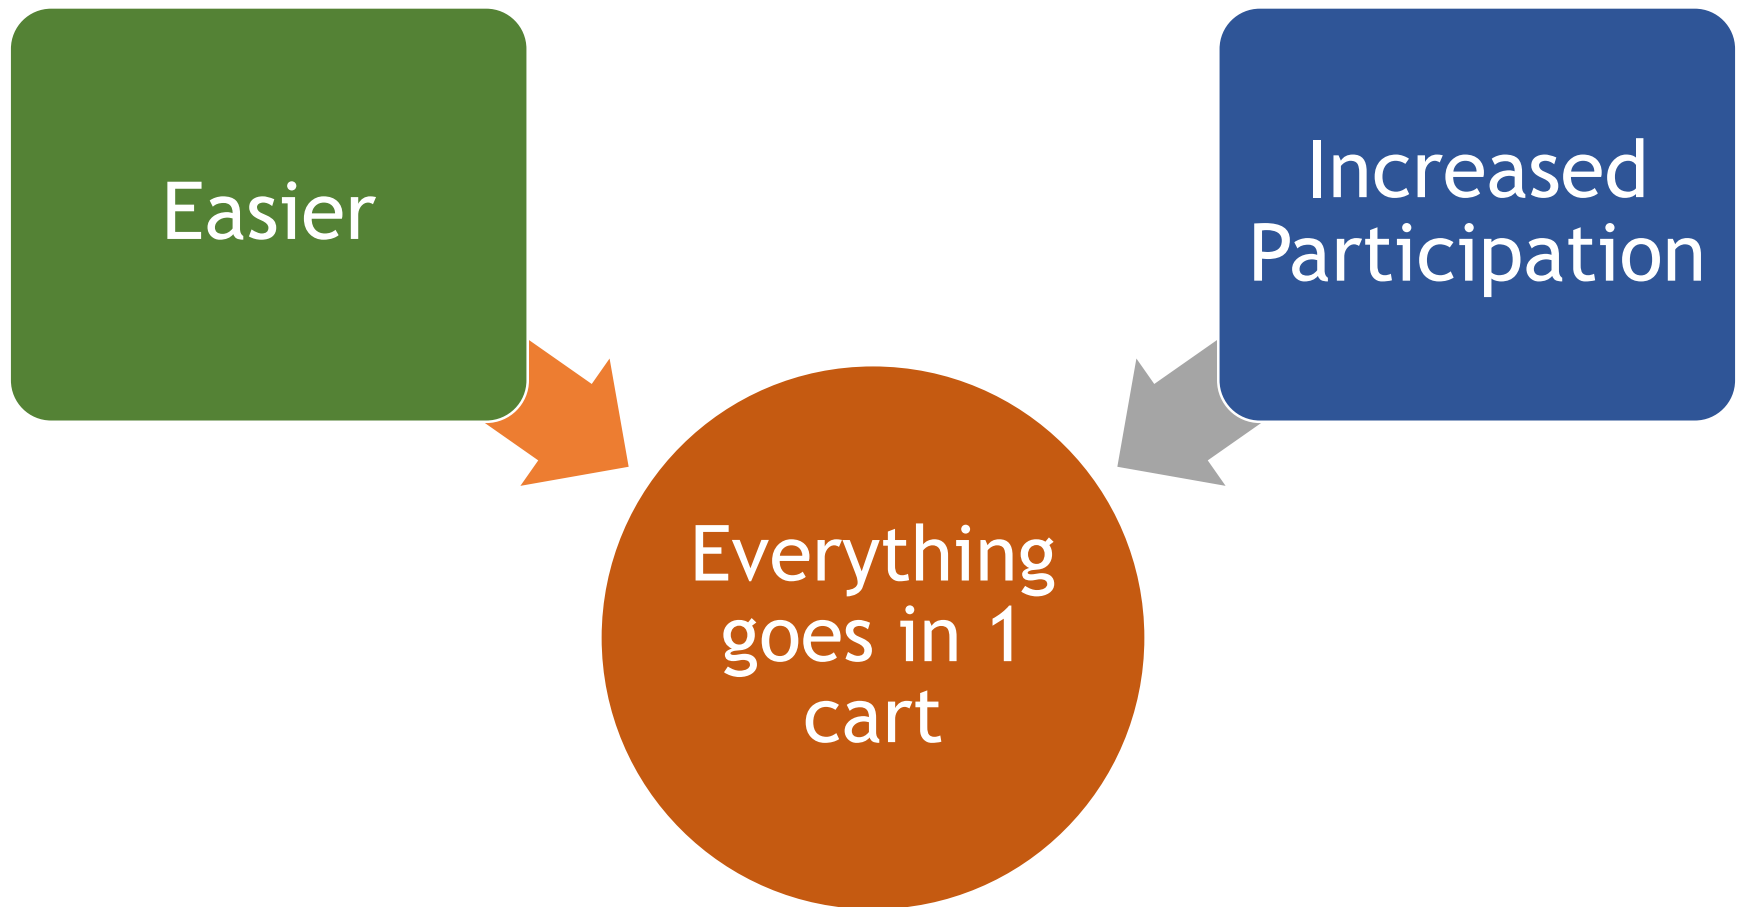 Easier
Increased
Participation
Everything
goes in 1
cart